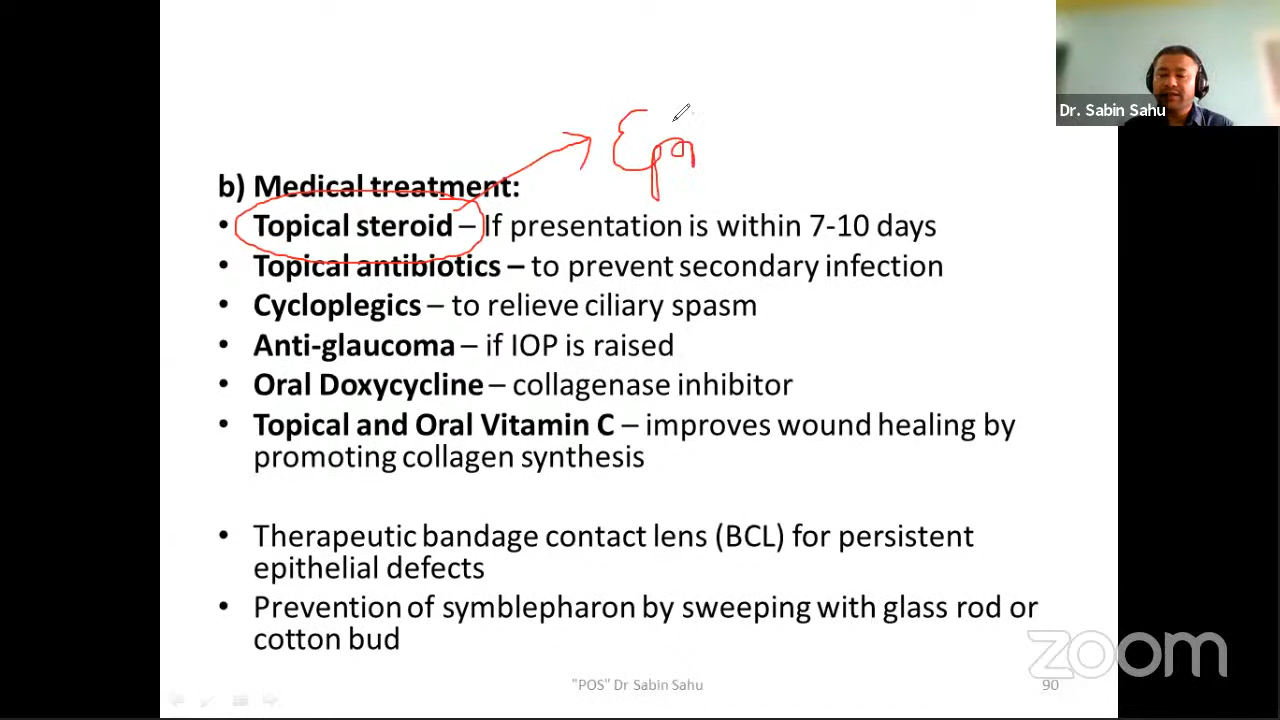 Dr. Sabin Sahu
b) Medical treatment:
• Topical steroid – If presentation is within 7-10 days
• Topical antibiotics – to prevent secondary infection
• Cycloplegics – to relieve ciliary spasm
• Anti-glaucoma – if IOP is raised
• Oral Doxycycline – collagenase inhibitor
• Topical and Oral Vitamin C – improves wound healing by
promoting collagen synthesis
• Therapeutic bandage contact lens (BCL) for persistent
epithelial defects
• Prevention of symblepharon by sweeping with glass rod or
cotton bud
zoom
"POS" Dr Sabin Sahu
90